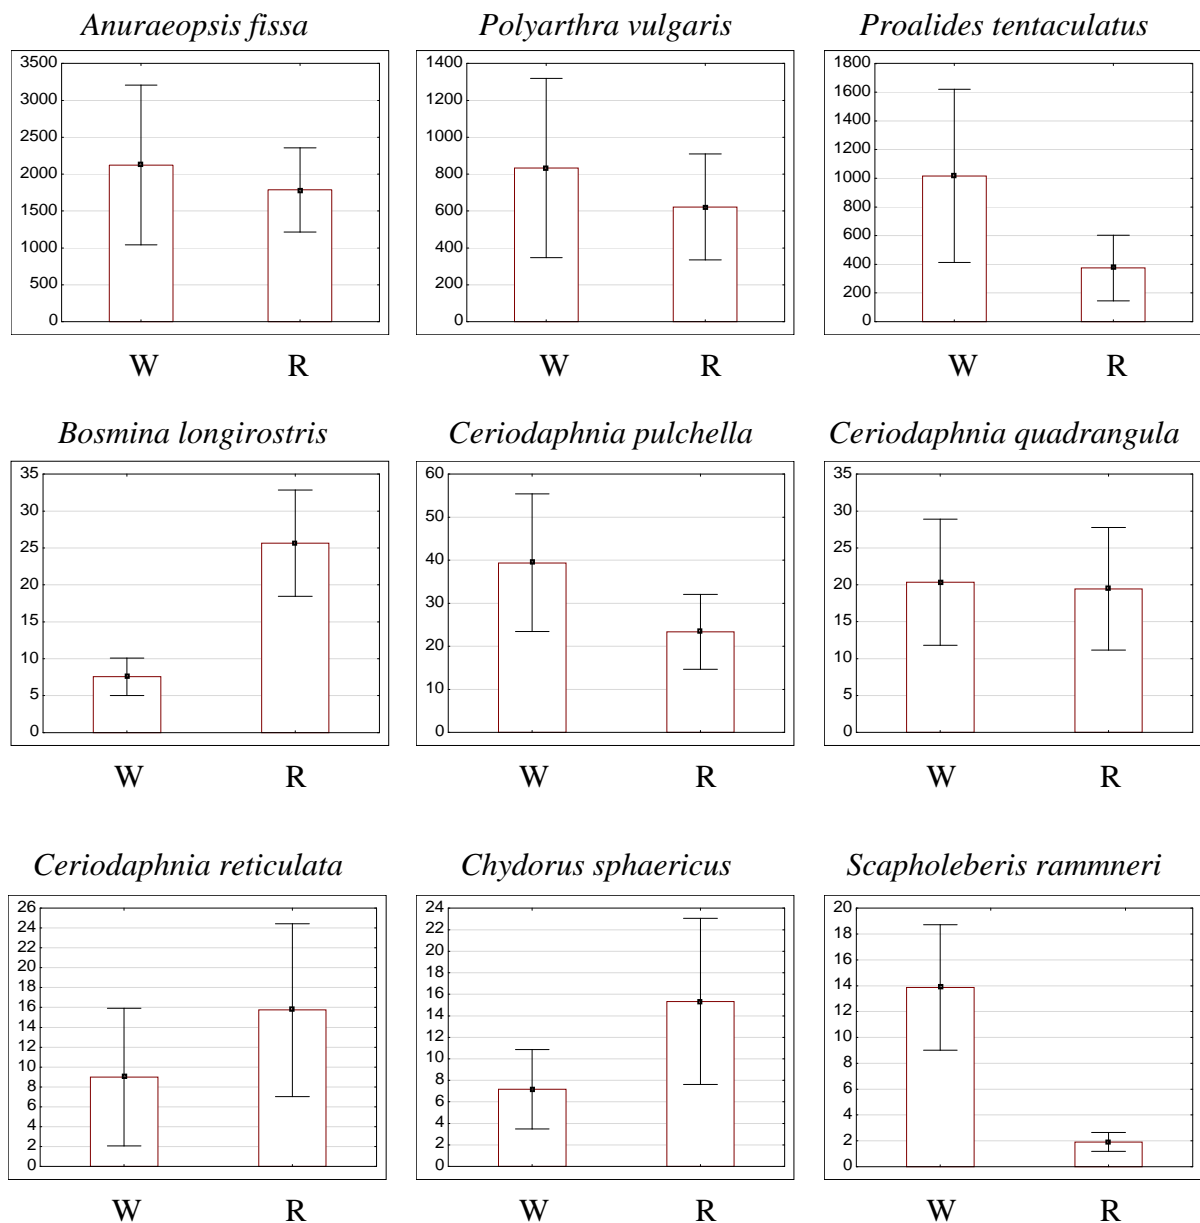 Anuraeopsis fissa Polyarthra vulgaris Proalides tentaculatus
3500 1400 1800
3000 1200 1600
2500 1000 1400
2000 800 1200
1500 600 1000
1000 400 800
500 200 600
0 0 400
200
0
W R W R W R
Bosmina longirostris Ceriodaphnia pulchella Ceriodaphnia quadrangula
35 60 35
30 50 30
25 40 25
20 30 20
15 20 15
10 10 10
5 0 5
0 0
W R W R W R
Ceriodaphnia reticulata Chydorus sphaericus Scapholeberis rammneri
26 24 20
24 22 18
22 20 16
20 18 14
18 16 12
16 14 10
14 12 8
12 10 6
10 8 4
8 6 2
6 4 0
4 2
2 0
0
W R W R W R